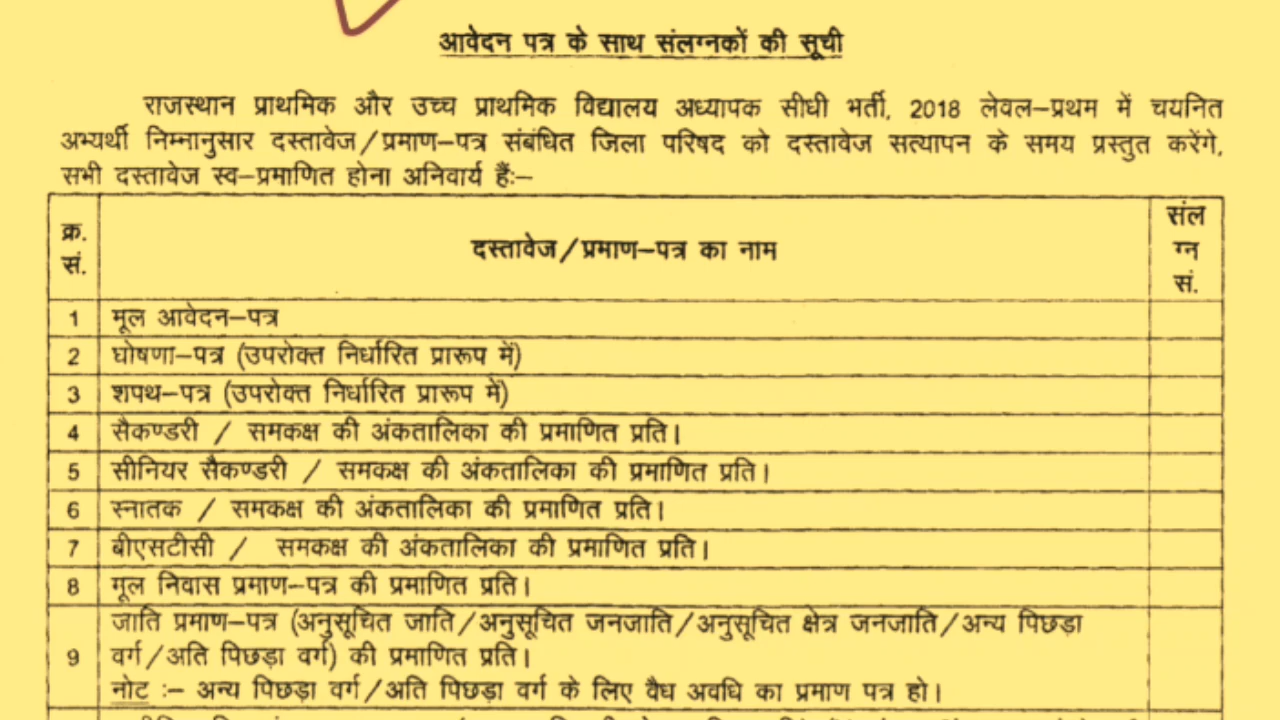 आवेदन पत्र के साथ संलग्नकों की सूची
राजस्थान प्राथमिक और उच्च प्राथमिक विद्यालय अध्यापक सीधी भर्ती, 2018 लेवल–प्रथम में चयनित
अभ्यर्थी निम्नानुसार दस्तावेज/प्रमाण–पत्र संबंधित जिला परिषद को दस्तावेज सत्यापन के समय प्रस्तुत करेंगे,
सभी दस्तावेज स्व–प्रमाणित होना अनिवार्य हैः–
क्र.
सं.
दस्तावेज/प्रमाण–पत्र का नाम
संल
ग्न
सं.
1 मूल आवेदन–पत्र
2 घोषणा–पत्र (उपरोक्त निर्धारित प्रारूप में)
3 शपथ–पत्र (उपरोक्त निर्धारित प्रारूप में)
4 सैकण्डरी / समकक्ष की अंकतालिका की प्रमाणित प्रति।
5 सीनियर सैकण्डरी / समकक्ष की अंकतालिका की प्रमाणित प्रति।
6 स्नातक / समकक्ष की अंकतालिका की प्रमाणित प्रति।
7 बीएसटीसी / समकक्ष की अंकतालिका की प्रमाणित प्रति।
8 मूल निवास प्रमाण–पत्र की प्रमाणित प्रति।
जाति प्रमाण–पत्र (अनुसूचित जाति/अनुसूचित जनजाति/अनुसूचित क्षेत्र जनजाति/अन्य पिछड़ा
9 वर्ग/अति पिछड़ा वर्ग) की प्रमाणित प्रति।
नोट :– अन्य पिछड़ा वर्ग/अति पिछड़ा वर्ग के लिए वैध अवधि का प्रमाण पत्र हो।